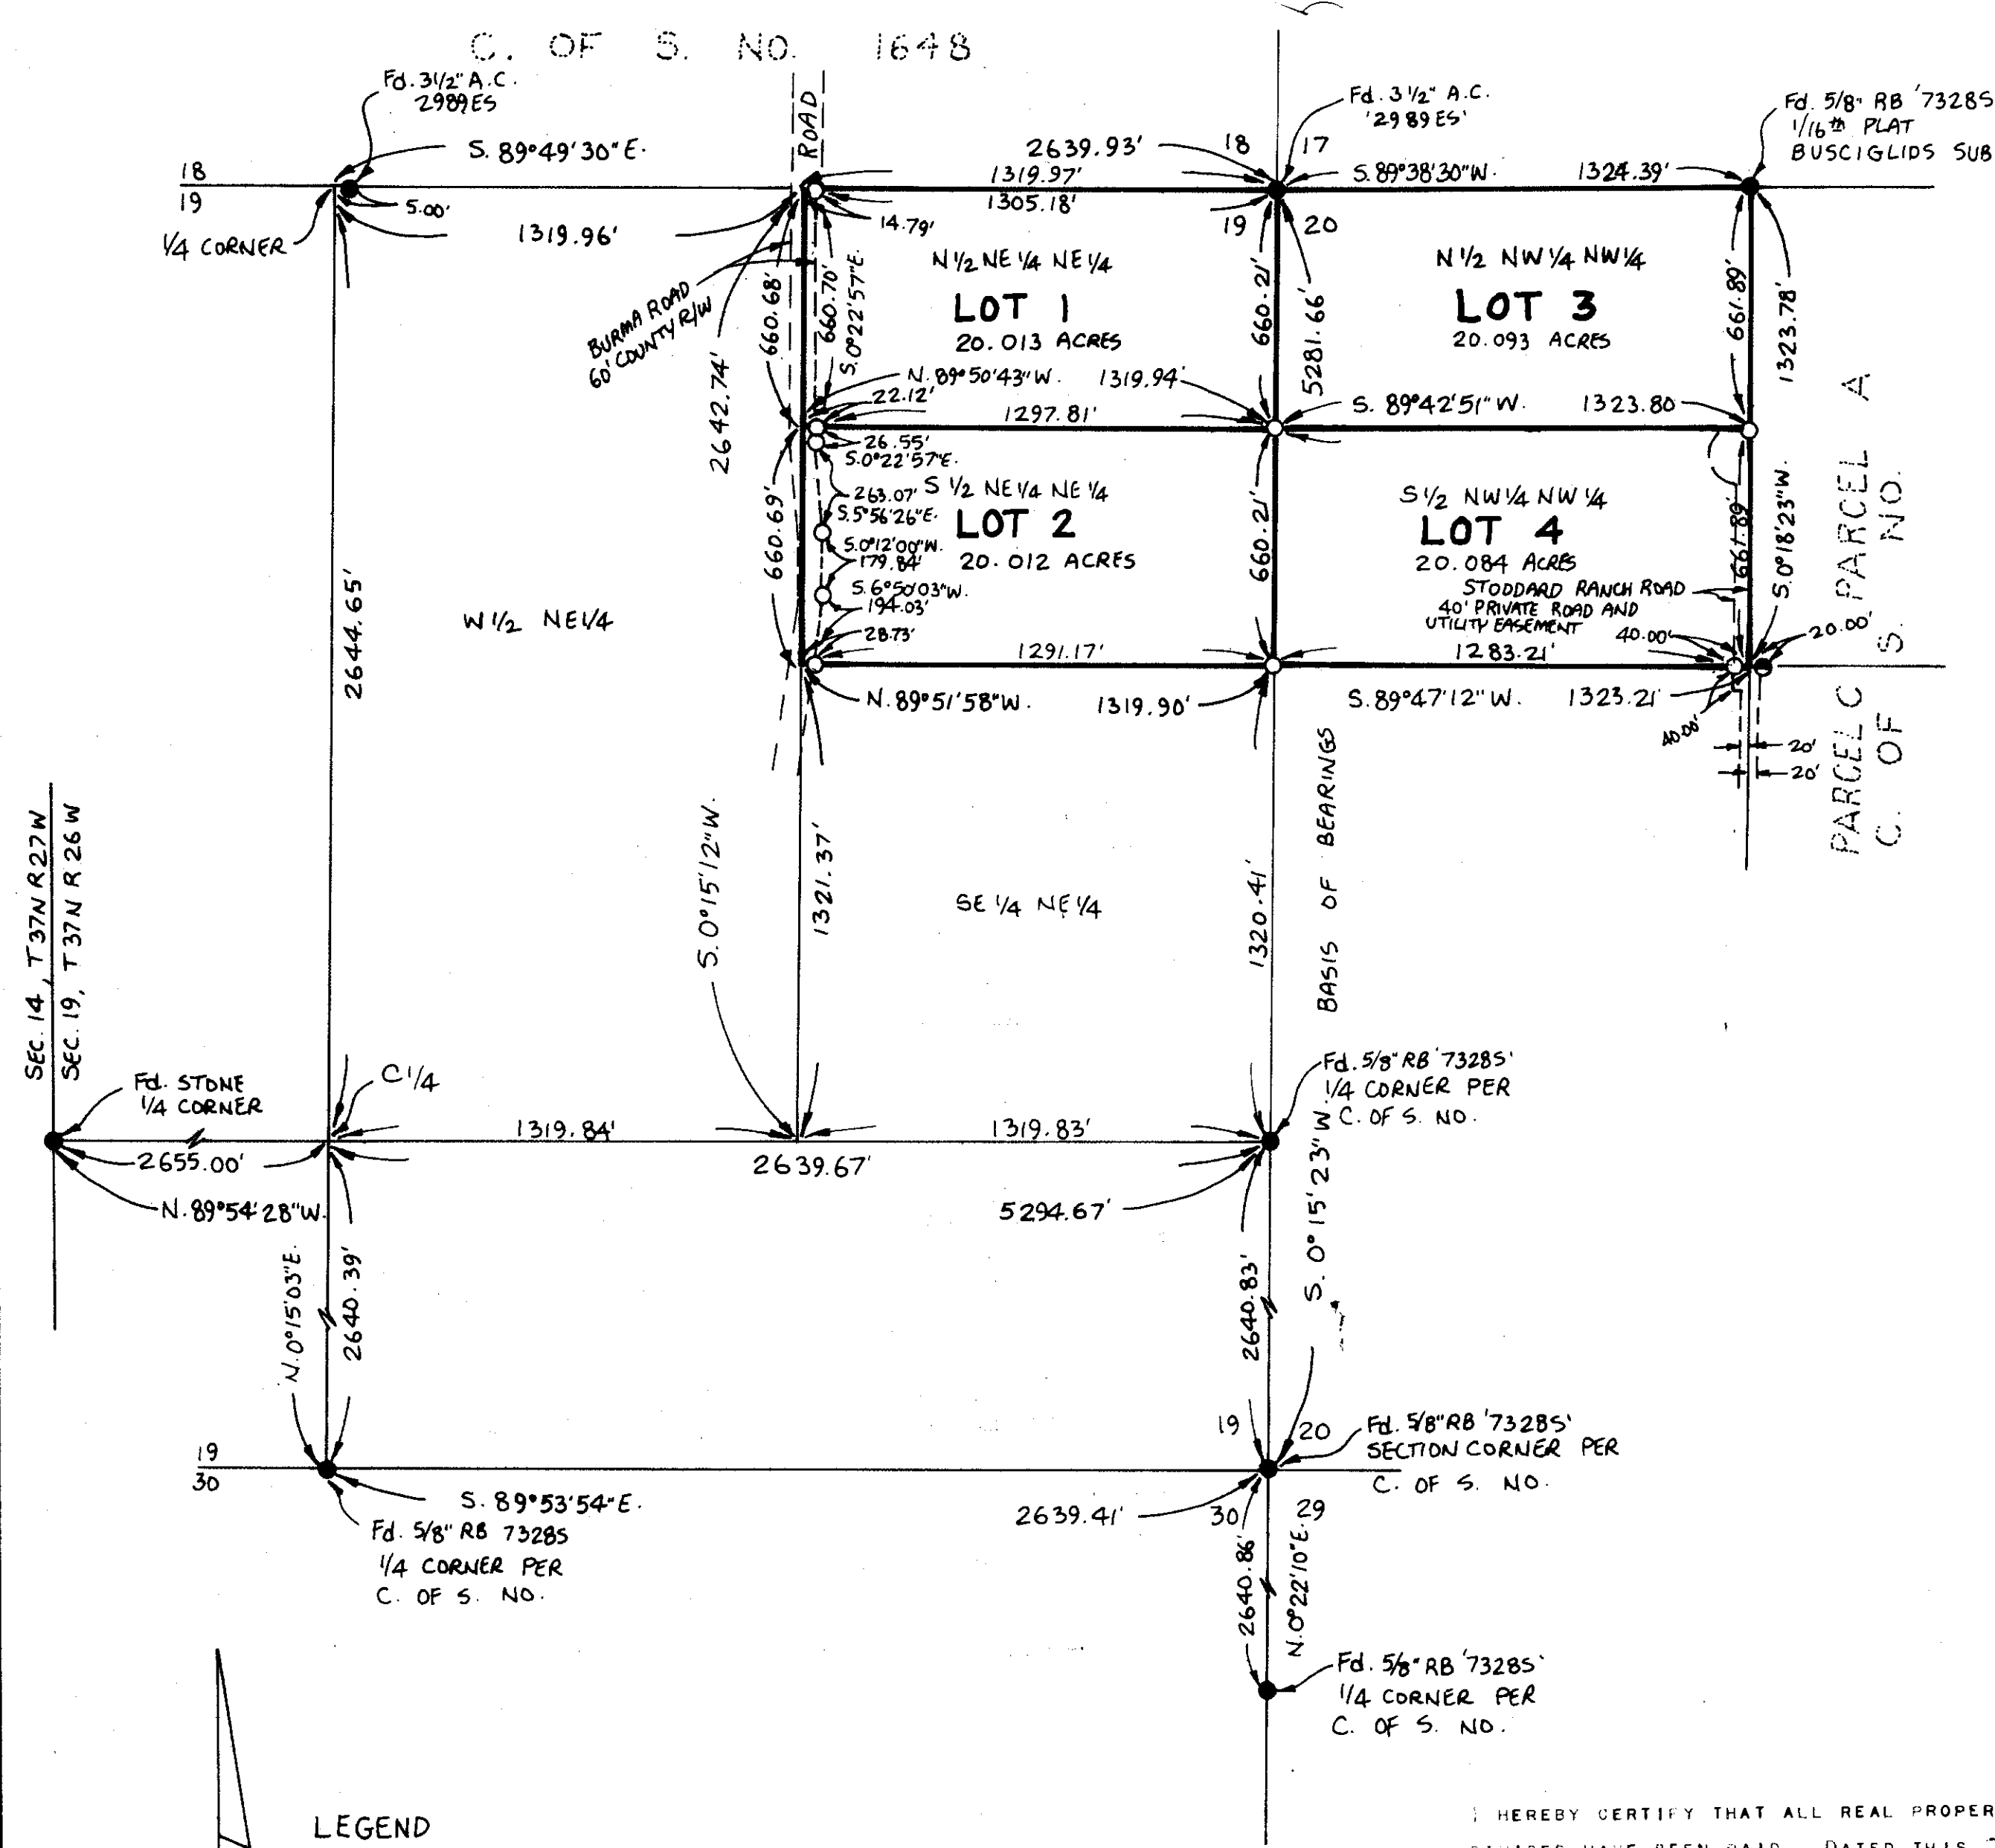 C. OF S. NO. 1648
Fd. 3 1/2" A.C.
2989ES
S. 89°49'30"E.
18
19
5.00'
1/4 CORNER
1319.96'
ROAD
2639.93'
18
17
Fd. 3 1/2" A.C.
'2989ES'
1319.97'
1305.18'
14.79'
S.89°38'30"W.
1324.39'
19
20
Fd. 5/8" RB '7328S
1/16th PLAT
BUSCIGLIDS SUB
BURMA ROAD
60' COUNTY R/W
2642.74'
660.68'
660.70'
S.0°22'57"E.
N 1/2 NE 1/4 NE 1/4
LOT 1
20.013 ACRES
660.21'
5281.66'
N 1/2 NW 1/4 NW 1/4
LOT 3
20.093 ACRES
661.89'
1323.78'
N.89°50'43"W.
1319.94'
22.12'
1297.81'
S. 89°42'51" W.
1323.80
26.55'
S.0°22'57"E.
263.07'
S.5°56'26"E.
S.0°12'00"W.
179.84'
S.6°50'03"W.
194.03'
28.73'
660.69'
S 1/2 NE 1/4 NE 1/4
LOT 2
20.012 ACRES
660.21'
S 1/2 NW 1/4 NW 1/4
LOT 4
20.084 ACRES
STODDARD RANCH ROAD
40' PRIVATE ROAD AND
UTILITY EASEMENT
661.89'
S.0°18'23"W.
40.00'
20.00'
1291.17'
1283.21'
N.89°51'58"W.
1319.90'
S.89°47'12"W.
1323.21'
40.00'
20'
20'
PARCEL A
PARCEL C
C. OF S. NO.
2644.65'
W 1/2 NE 1/4
S.0°15'12"W.
1321.37'
SE 1/4 NE 1/4
1320.41'
BASIS OF BEARINGS
S. 0°15'23"W.
SEC. 14, T37N R27W
SEC. 19, T37N R26W
Fd. STONE
1/4 CORNER
C 1/4
2655.00'
N.89°54'28"W.
1319.84'
1319.83'
2639.67'
5294.67'
Fd. 5/8" RB '7328S'
1/4 CORNER PER
C. OF S. NO.
N.0°15'03"E.
2640.39'
2640.83'
19
30
S. 89°53'54"E.
Fd. 5/8" RB 7328S
1/4 CORNER PER
C. OF S. NO.
2639.41'
19
20
30
29
Fd. 5/8" RB '7328S'
SECTION CORNER PER
C. OF S. NO.
2640.86'
N.0°22'10"E.
Fd. 5/8" RB '7328S'
1/4 CORNER PER
C. OF S. NO.
LEGEND
I HEREBY CERTIFY THAT ALL REAL PROPER
HAVE BEEN PAID. DATED THIS